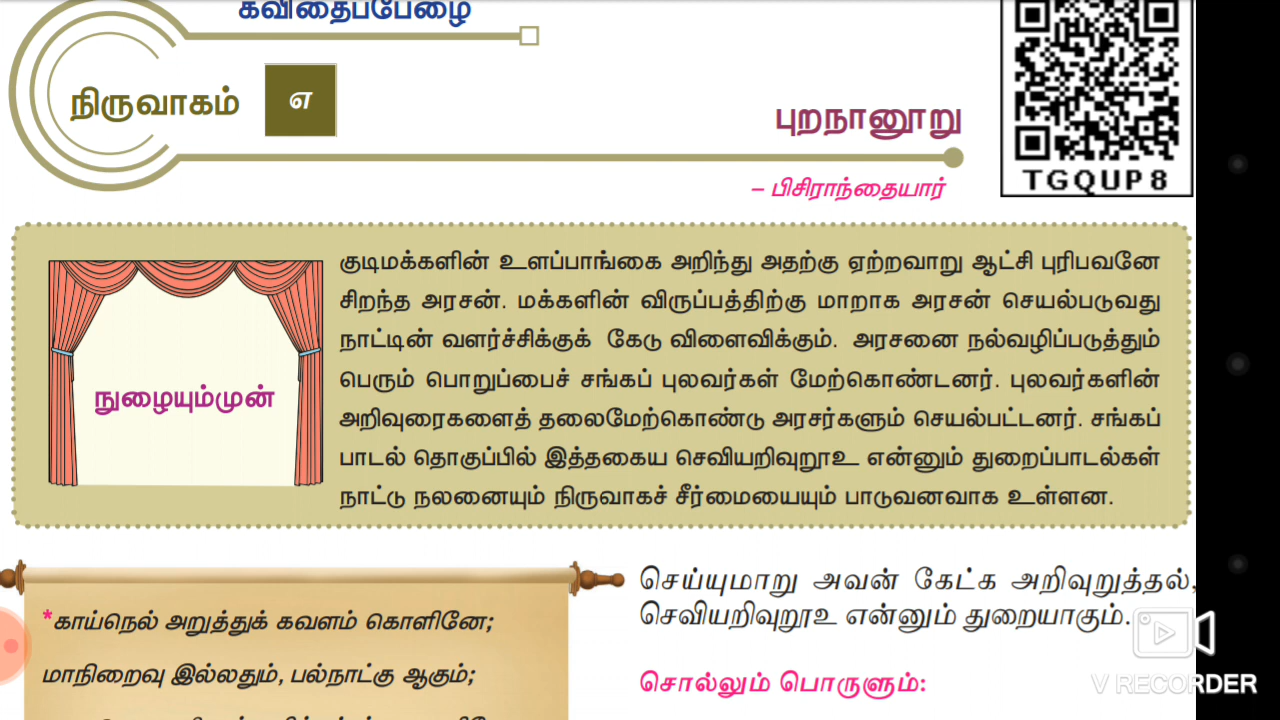 கவிதைப்பேழை
நிருவாகம்
எ
புறநானூறு
– பிசிராந்தையார்
TGQUP8
நுழையும்முன்
குடிமக்களின் உளப்பாங்கை அறிந்து அதற்கு ஏற்றவாறு ஆட்சி புரிபவனே
சிறந்த அரசன். மக்களின் விருப்பத்திற்கு மாறாக அரசன் செயல்படுவது
நாட்டின் வளர்ச்சிக்குக் கேடு விளைவிக்கும். அரசனை நல்வழிப்படுத்தும்
பெரும் பொறுப்பைச் சங்கப் புலவர்கள் மேற்கொண்டனர். புலவர்களின்
அறிவுரைகளைத் தலைமேற்கொண்டு அரசர்களும் செயல்பட்டனர். சங்கப்
பாடல் தொகுப்பில் இத்தகைய செவியறிவுறூஉ என்னும் துறைப்பாடல்கள்
நாட்டு நலனையும் நிருவாகச் சீர்மையையும் பாடுவனவாக உள்ளன.
*காய்நெல் அறுத்துக் கவளம் கொளினே;
மாநிறைவு இல்லதும், பல்நாட்கு ஆகும்;
செய்யுமாறு அவன் கேட்க அறிவுறுத்தல்,
செவியறிவுறூஉ என்னும் துறையாகும்.
சொல்லும் பொருளும்:
V RECORDER